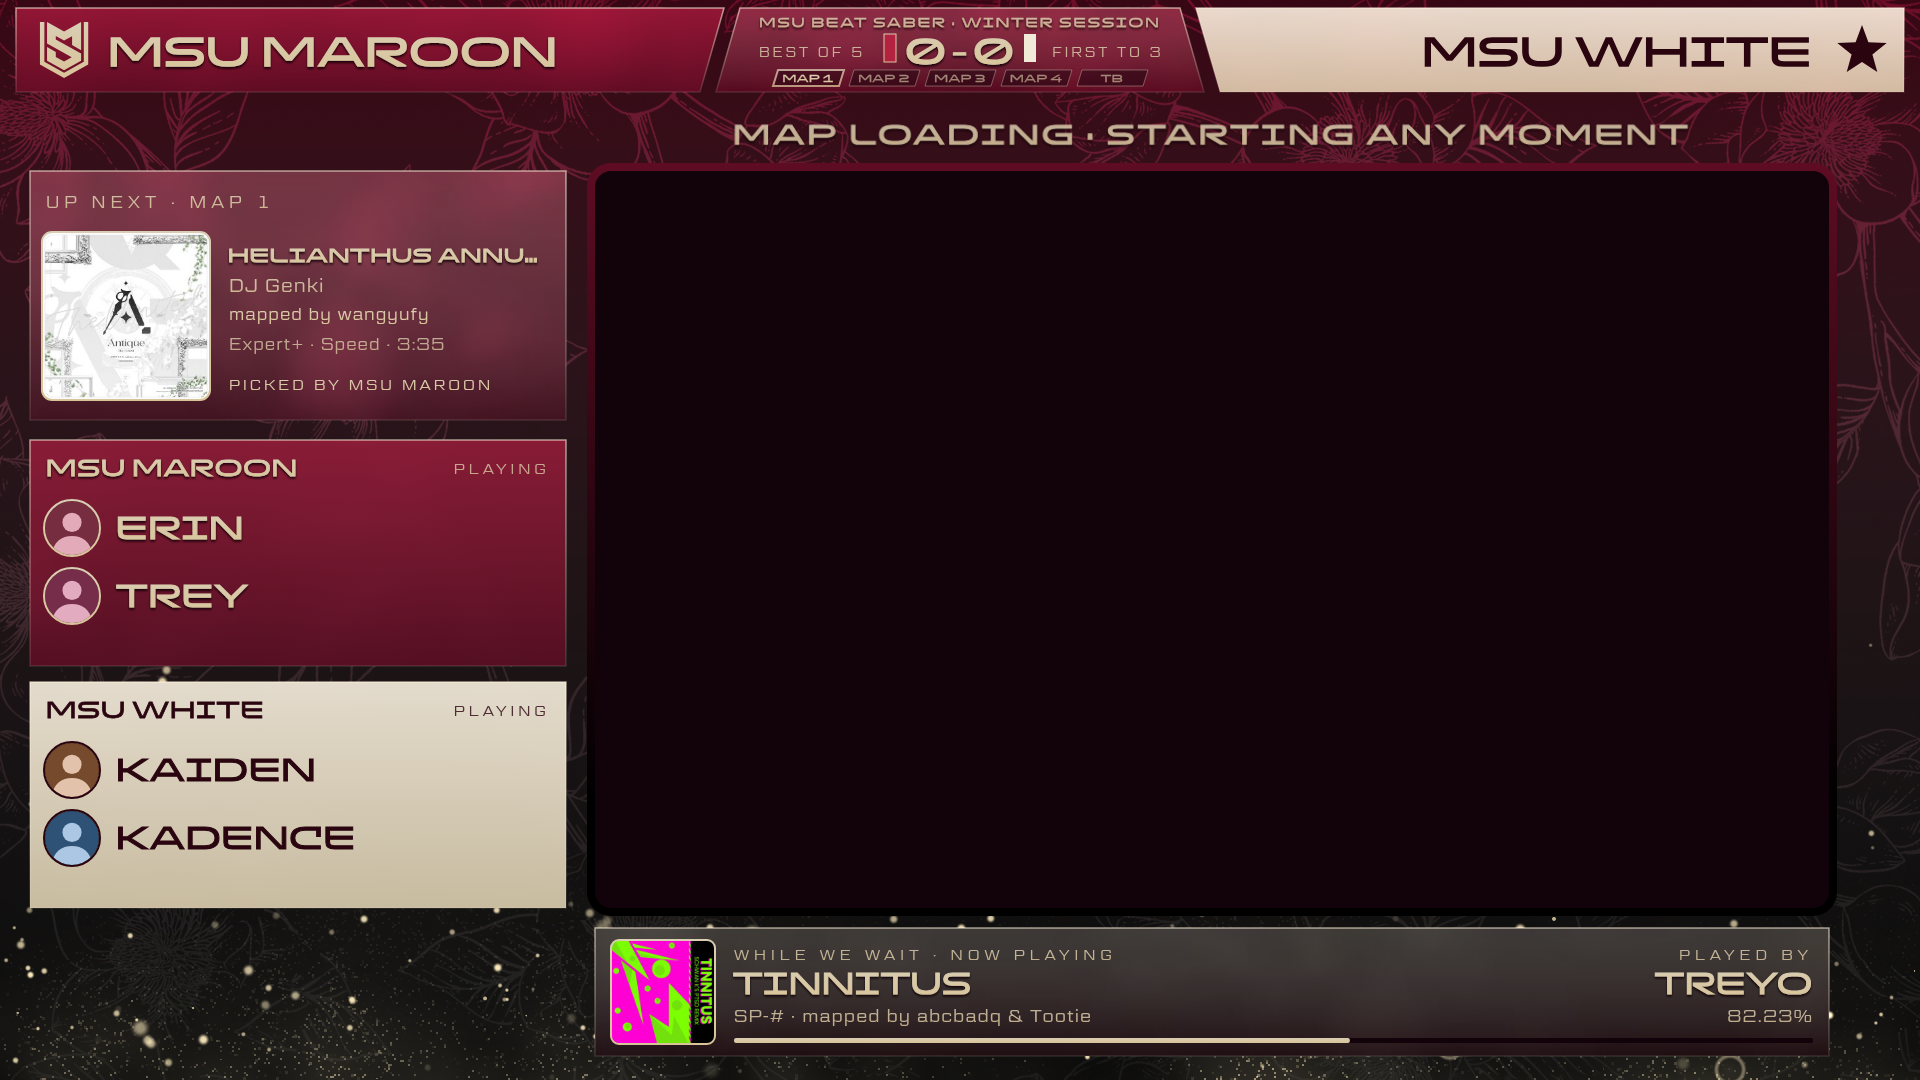 MSU MAROON
MSU BEAT SABER · WINTER SESSION
BEST OF 5
0-0
FIRST TO 3
MAP 1
MAP 2
MAP 3
MAP 4
TB
MSU WHITE
MAP LOADING · STARTING ANY MOMENT
UP NEXT · MAP 1
HELIANTHUS ANNU...
DJ Genki
mapped by wangyufy
Expert+ · Speed · 3:35
PICKED BY MSU MAROON
Antique
MSU MAROON
PLAYING
ERIN
TREY
MSU WHITE
PLAYING
KAIDEN
KADENCE
TINNITUS
WHILE WE WAIT · NOW PLAYING
TINNITUS
SP-# · mapped by abcbadq & Tootie
PLAYED BY
TREYO
82.23%